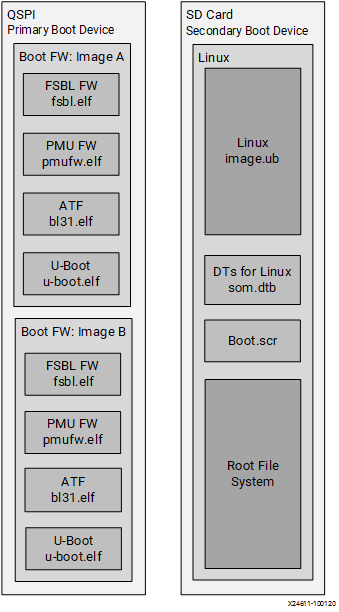 QSPI
Primary Boot Device
Boot FW: Image A
FSBL FW
fsbl.elf
PMU FW
pmufw.elf
ATF
bl31.elf
U-Boot
u-boot.elf
Boot FW: Image B
FSBL FW
fsbl.elf
PMU FW
pmufw.elf
ATF
bl31.elf
U-Boot
u-boot.elf
SD Card
Secondary Boot Device
Linux
Linux
image.ub
DTs for Linux
som.dtb
Boot.scr
Root File
System
X24611-100120